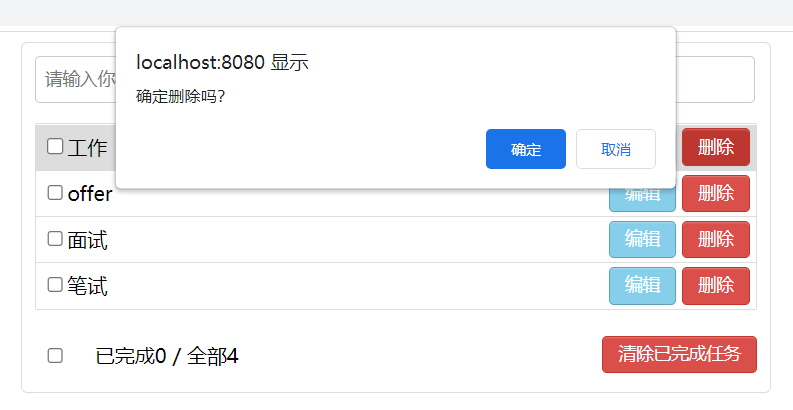 localhost:8080 显示
确定删除吗?
确定 取消
请输入你
工作 删除
offer 编辑 删除
面试 编辑 删除
笔试 编辑 删除
已完成0 / 全部4 清除已完成任务